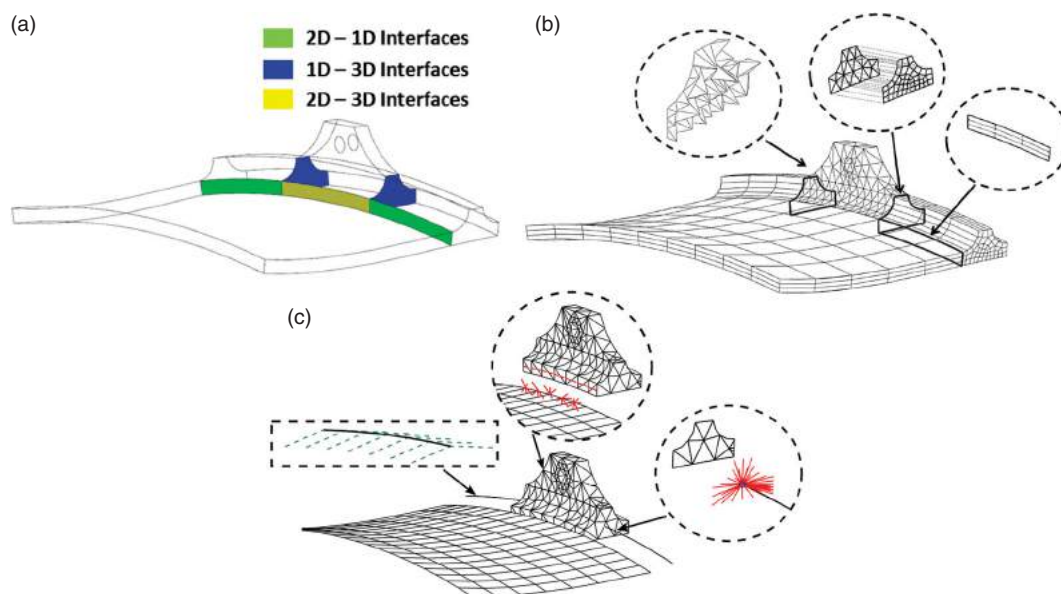 (a)
2D – 1D Interfaces
1D – 3D Interfaces
2D – 3D Interfaces
(b)
(c)